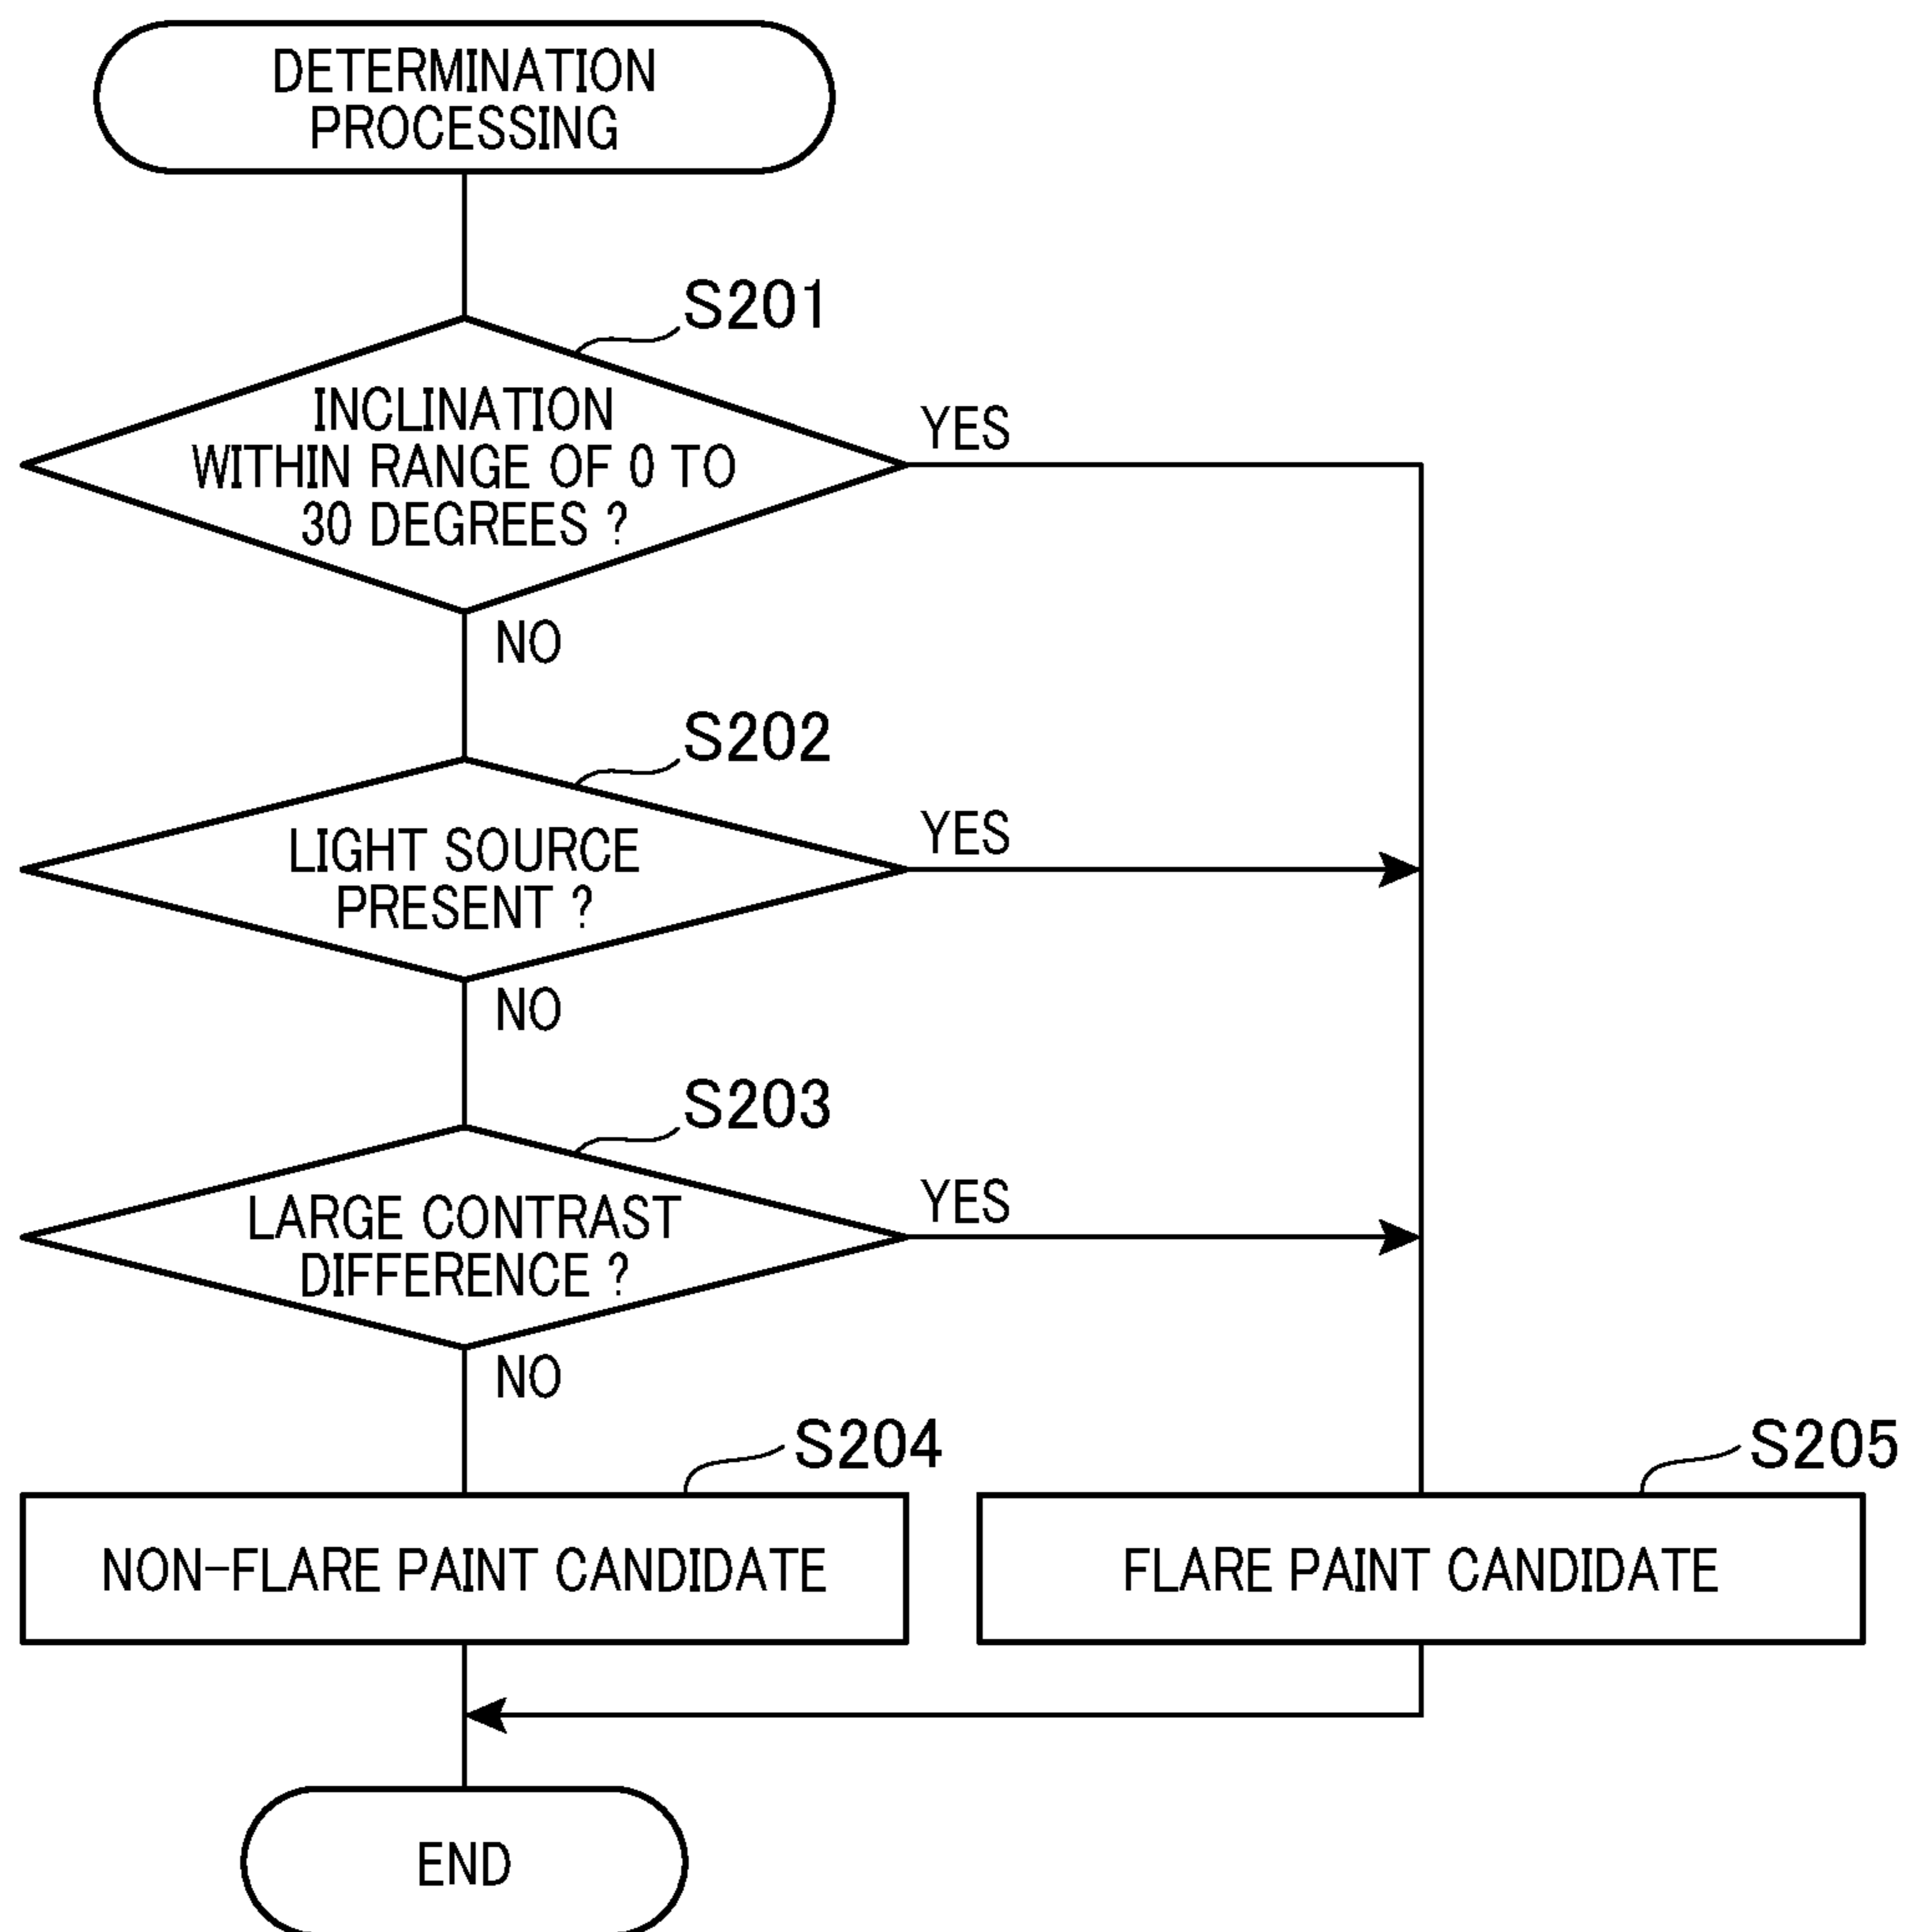 DETERMINATION
PROCESSING
S201
INCLINATION
WITHIN RANGE OF 0 TO
30 DEGREES ?
YES
NO
S202
LIGHT SOURCE
PRESENT ?
YES
NO
S203
LARGE CONTRAST
DIFFERENCE ?
YES
NO
S204
NON-FLARE PAINT CANDIDATE
S205
FLARE PAINT CANDIDATE
END